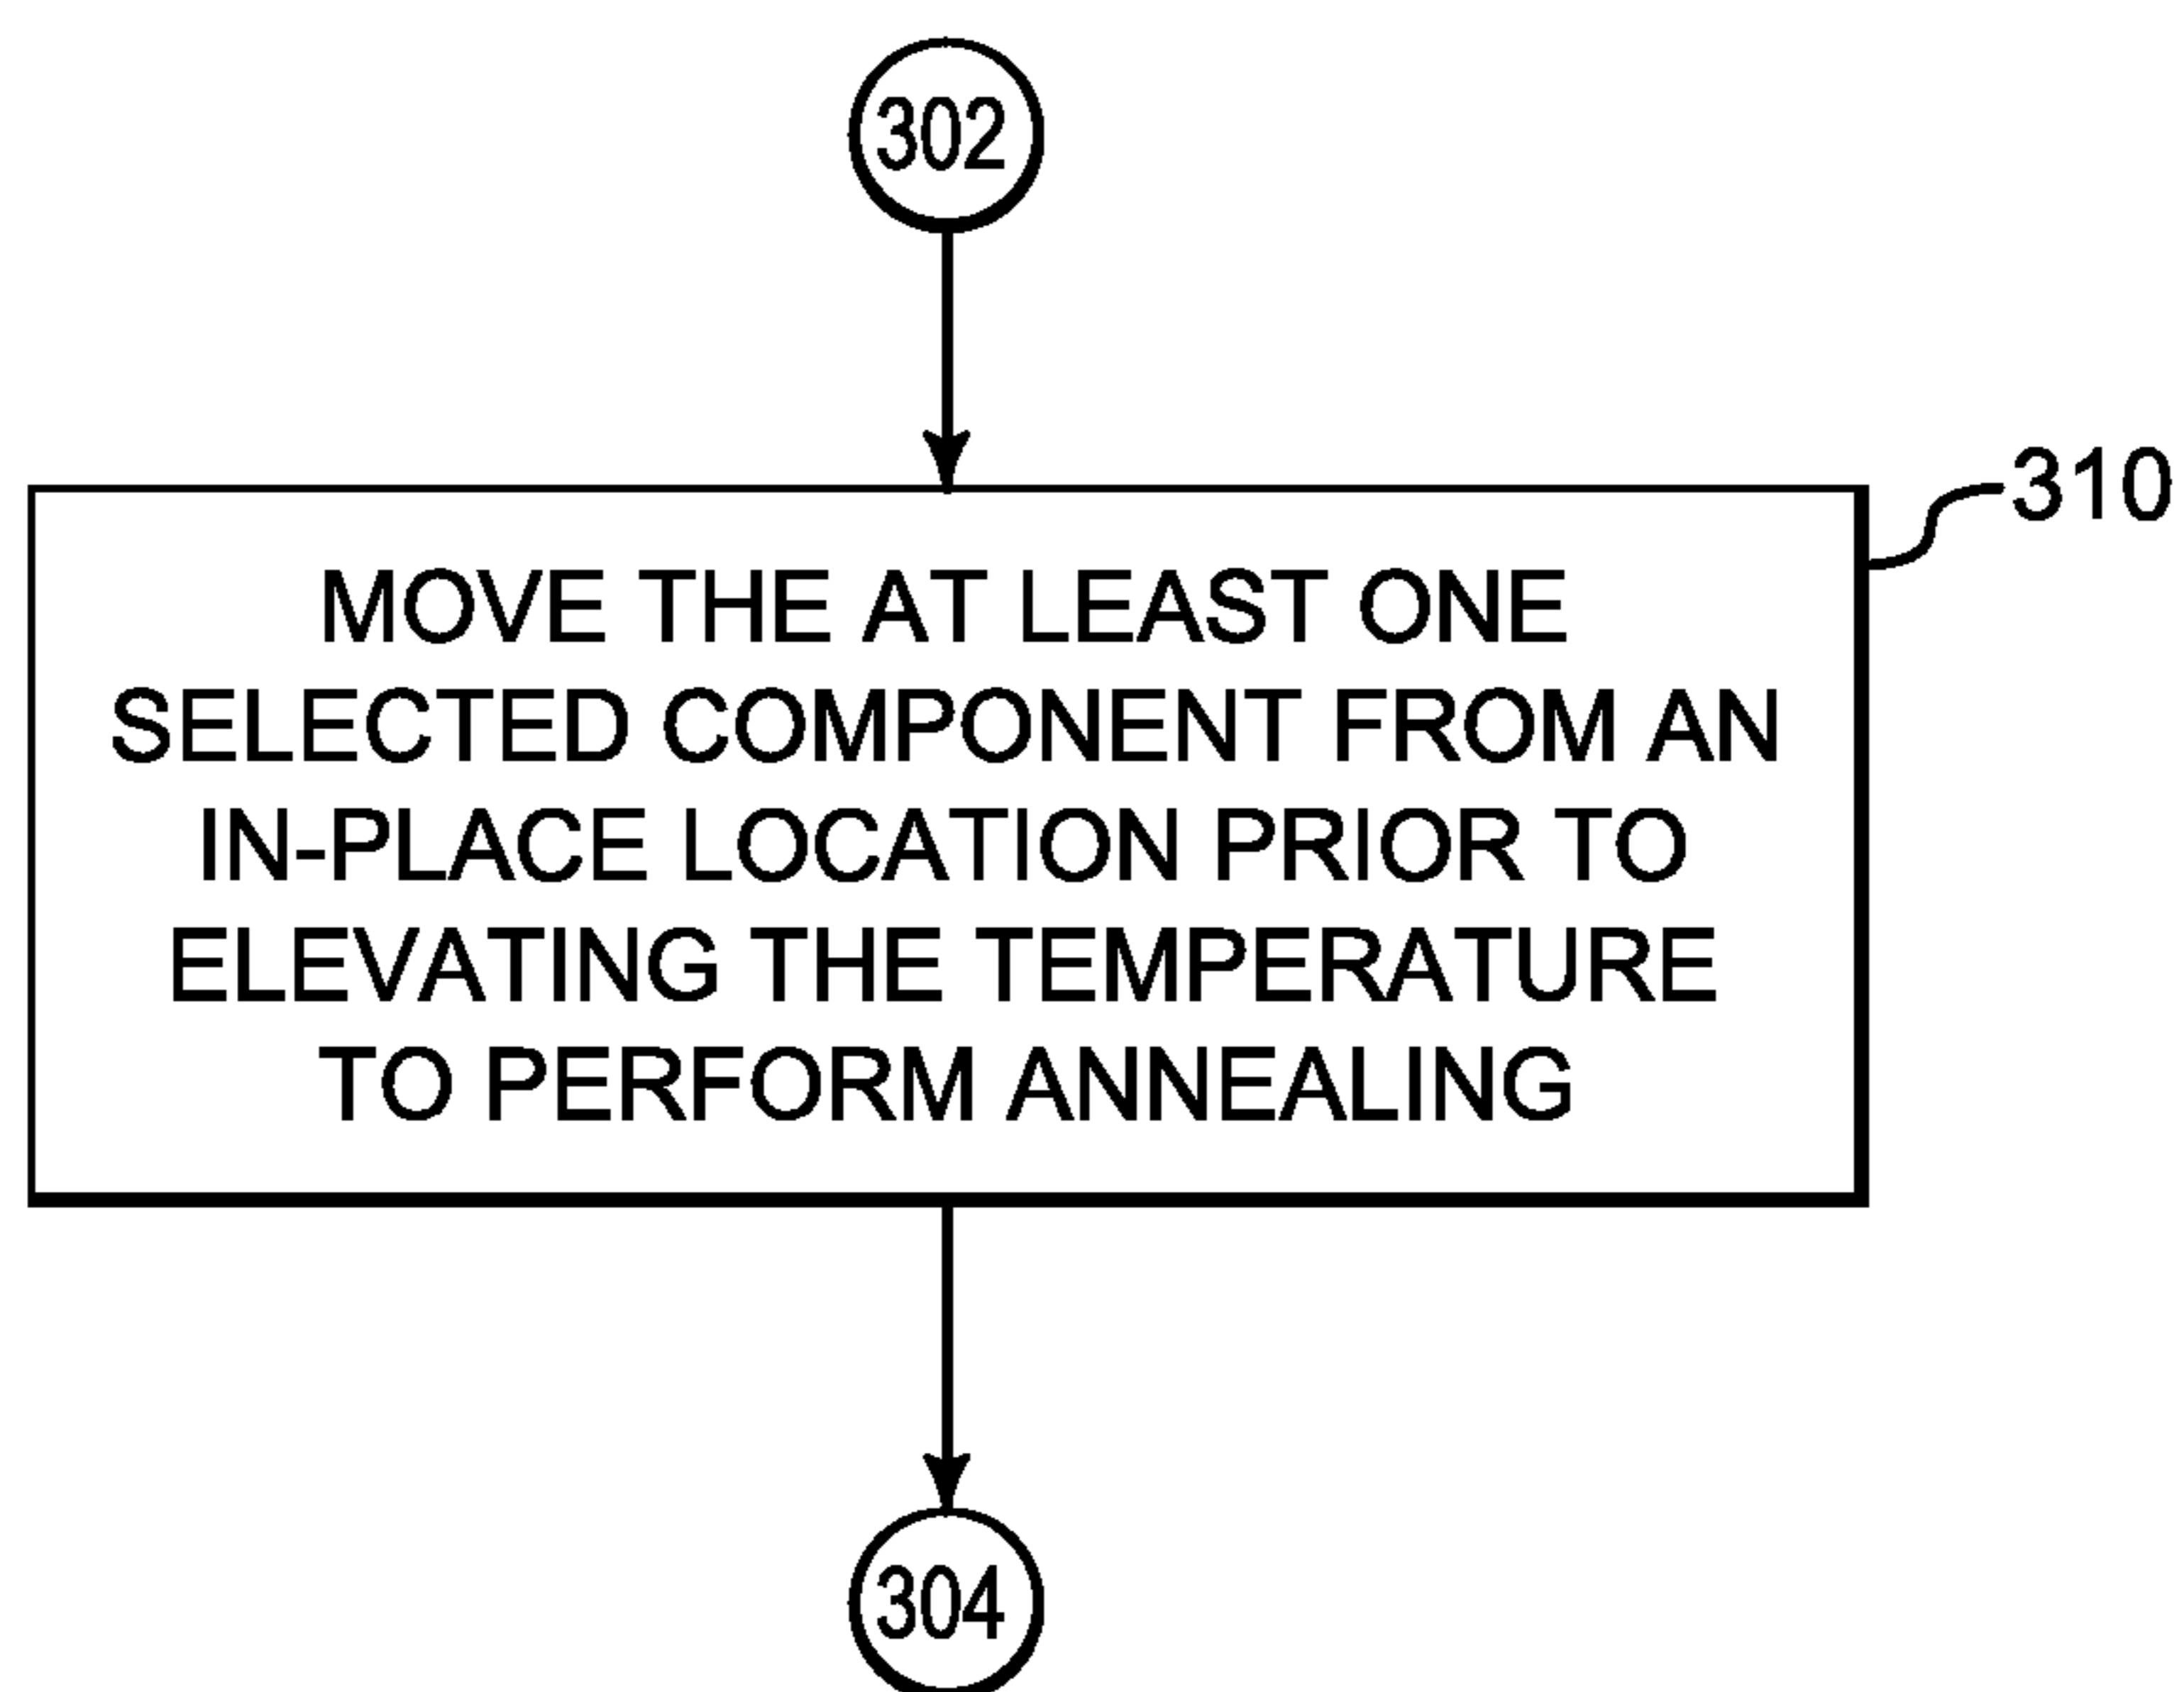 302
310
MOVE THE AT LEAST ONE
SELECTED COMPONENT FROM AN
IN-PLACE LOCATION PRIOR TO
ELEVATING THE TEMPERATURE
TO PERFORM ANNEALING
304